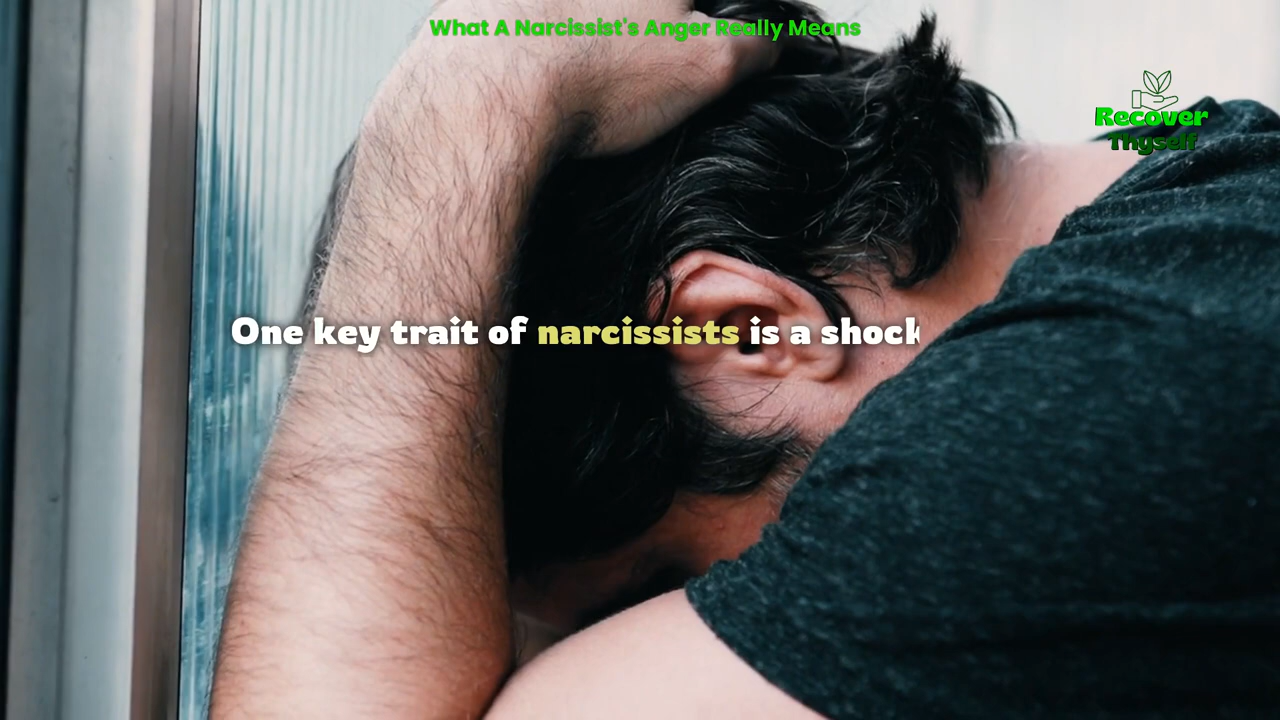 What A Narcissist's Anger Really Means
Recover
Thyself
One key trait of narcissists is a shock